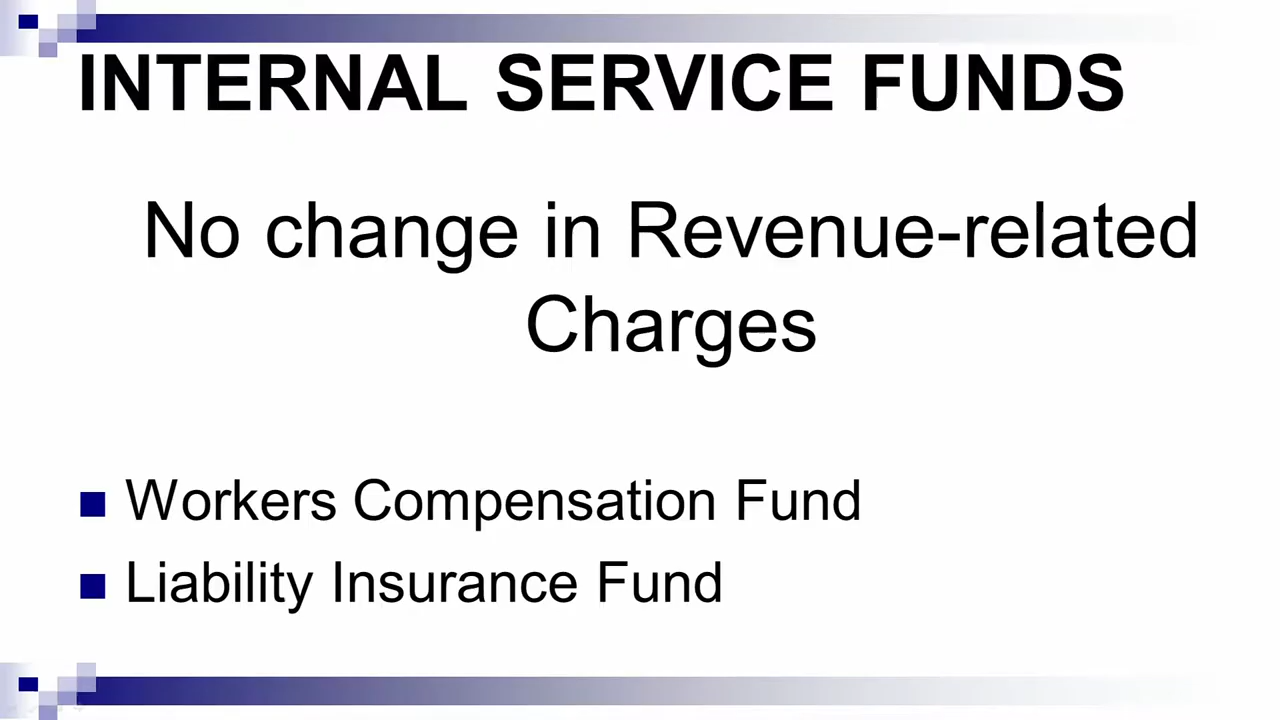 INTERNAL SERVICE FUNDS
No change in Revenue-related
Charges
Workers Compensation Fund
Liability Insurance Fund